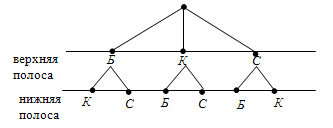 Б К С
верхняя
полоса
К С Б С Б К
нижняя
полоса